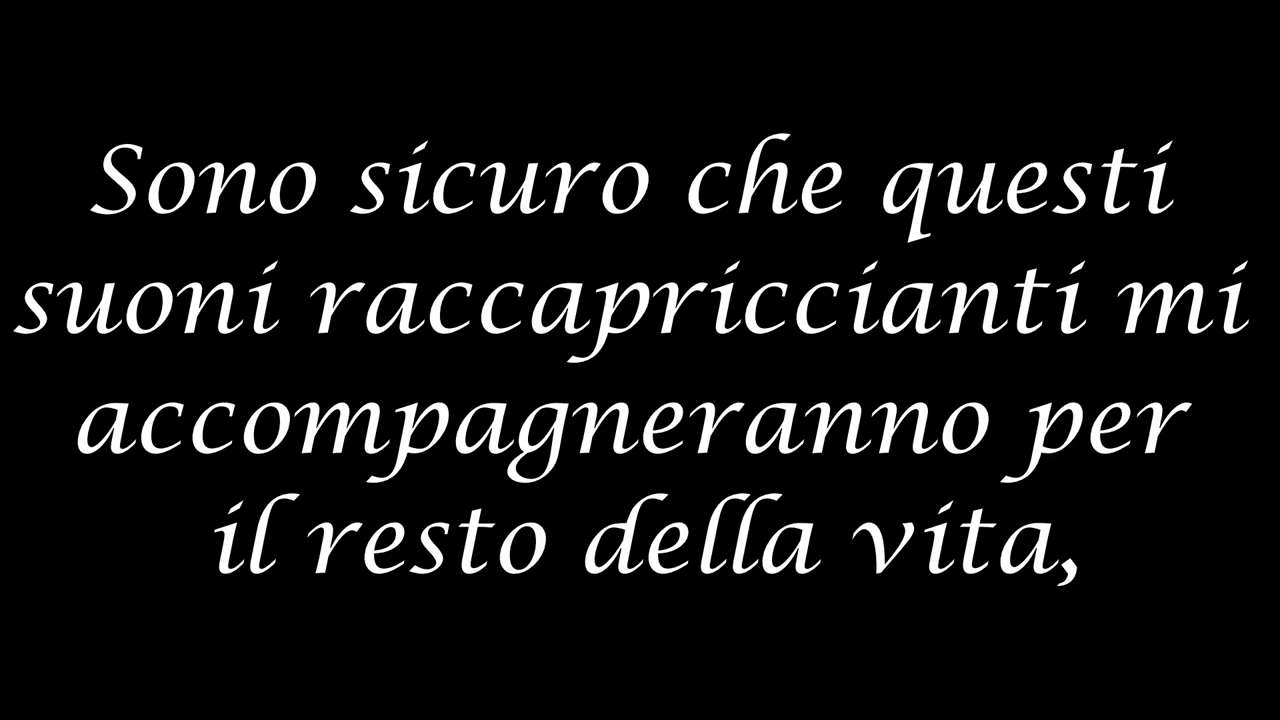 Sono sicuro che questi
suoni raccapriccianti mi
accompagneranno per
il resto della vita,